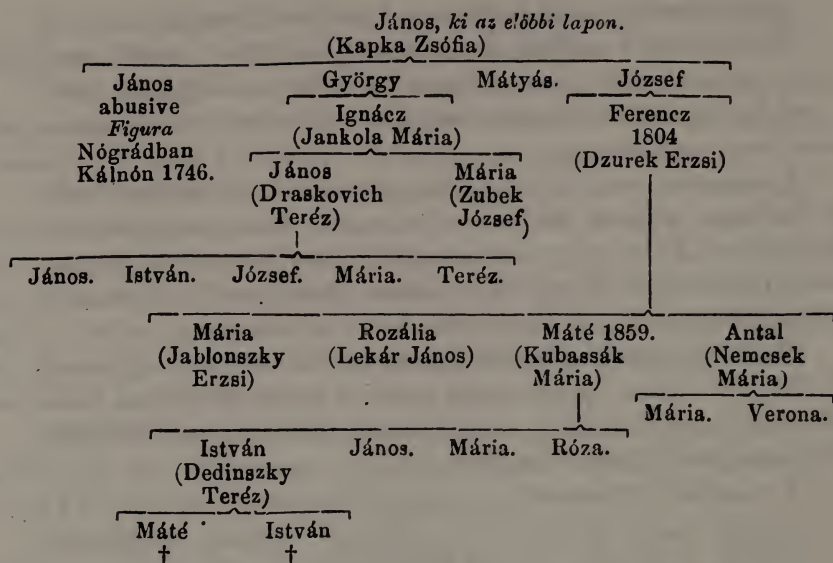 János, ki az előbbi lapon.
(Kapka Zsófia)
János György Mátyás. József
abusive Ignácz Ferencz
Figura (Jankola Mária) 1804
Nógrádban (Dzurek Erzsi)
Kálnón 1746.
János Mária
(Draskovich (Zubek
Teréz) József)
János. István. József. Mária. Teréz.
Mária Rozália Máté 1859. Antal
(Jablonszky (Lekár János) (Kubassák (Nemcsek
Erzsi) Mária) Mária)
Mária. Verona.
István János. Mária. Róza.
(Dedinszky
Teréz)
Máté István
† †